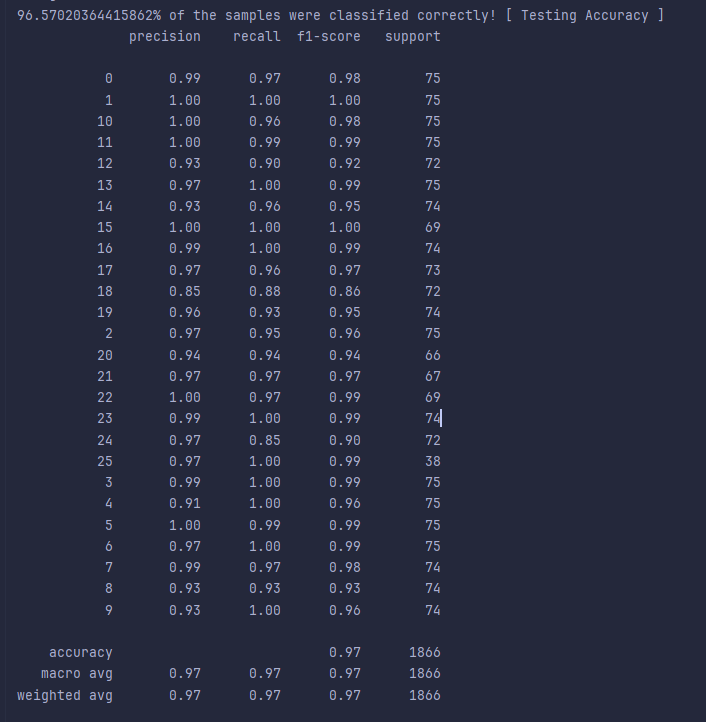 96.57020364415862% of the samples were classified correctly! [ Testing Accuracy ]
precision recall f1-score support
0 0.99 0.97 0.98 75
1 1.00 1.00 1.00 75
10 1.00 0.96 0.98 75
11 1.00 0.99 0.99 75
12 0.93 0.90 0.92 72
13 0.97 1.00 0.99 75
14 0.93 0.96 0.95 74
15 1.00 1.00 1.00 69
16 0.99 1.00 0.99 74
17 0.97 0.96 0.97 73
18 0.85 0.88 0.86 72
19 0.96 0.93 0.95 74
2 0.97 0.95 0.96 75
20 0.94 0.94 0.94 66
21 0.97 0.97 0.97 67
22 1.00 0.97 0.99 69
23 0.99 1.00 0.99 74
24 0.97 0.85 0.90 72
25 0.97 1.00 0.99 38
3 0.99 1.00 0.99 75
4 0.91 1.00 0.96 75
5 1.00 0.99 0.99 75
6 0.97 1.00 0.99 75
7 0.99 0.97 0.98 74
8 0.93 0.93 0.93 74
9 0.93 1.00 0.96 74
accuracy 0.97 1866
macro avg 0.97 0.97 0.97 1866
weighted avg 0.97 0.97 0.97 1866